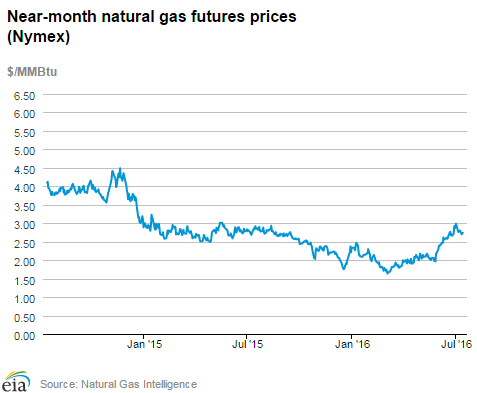 Near-month natural gas futures prices
(Nymex)
$/MMBtu
6.50
6.00
5.50
5.00
4.50
4.00
3.50
3.00
2.50
2.00
1.50
1.00
0.50
0.00
Jan '15
Jul '15
Jan '16
Jul '16
eia
Source: Natural Gas Intelligence